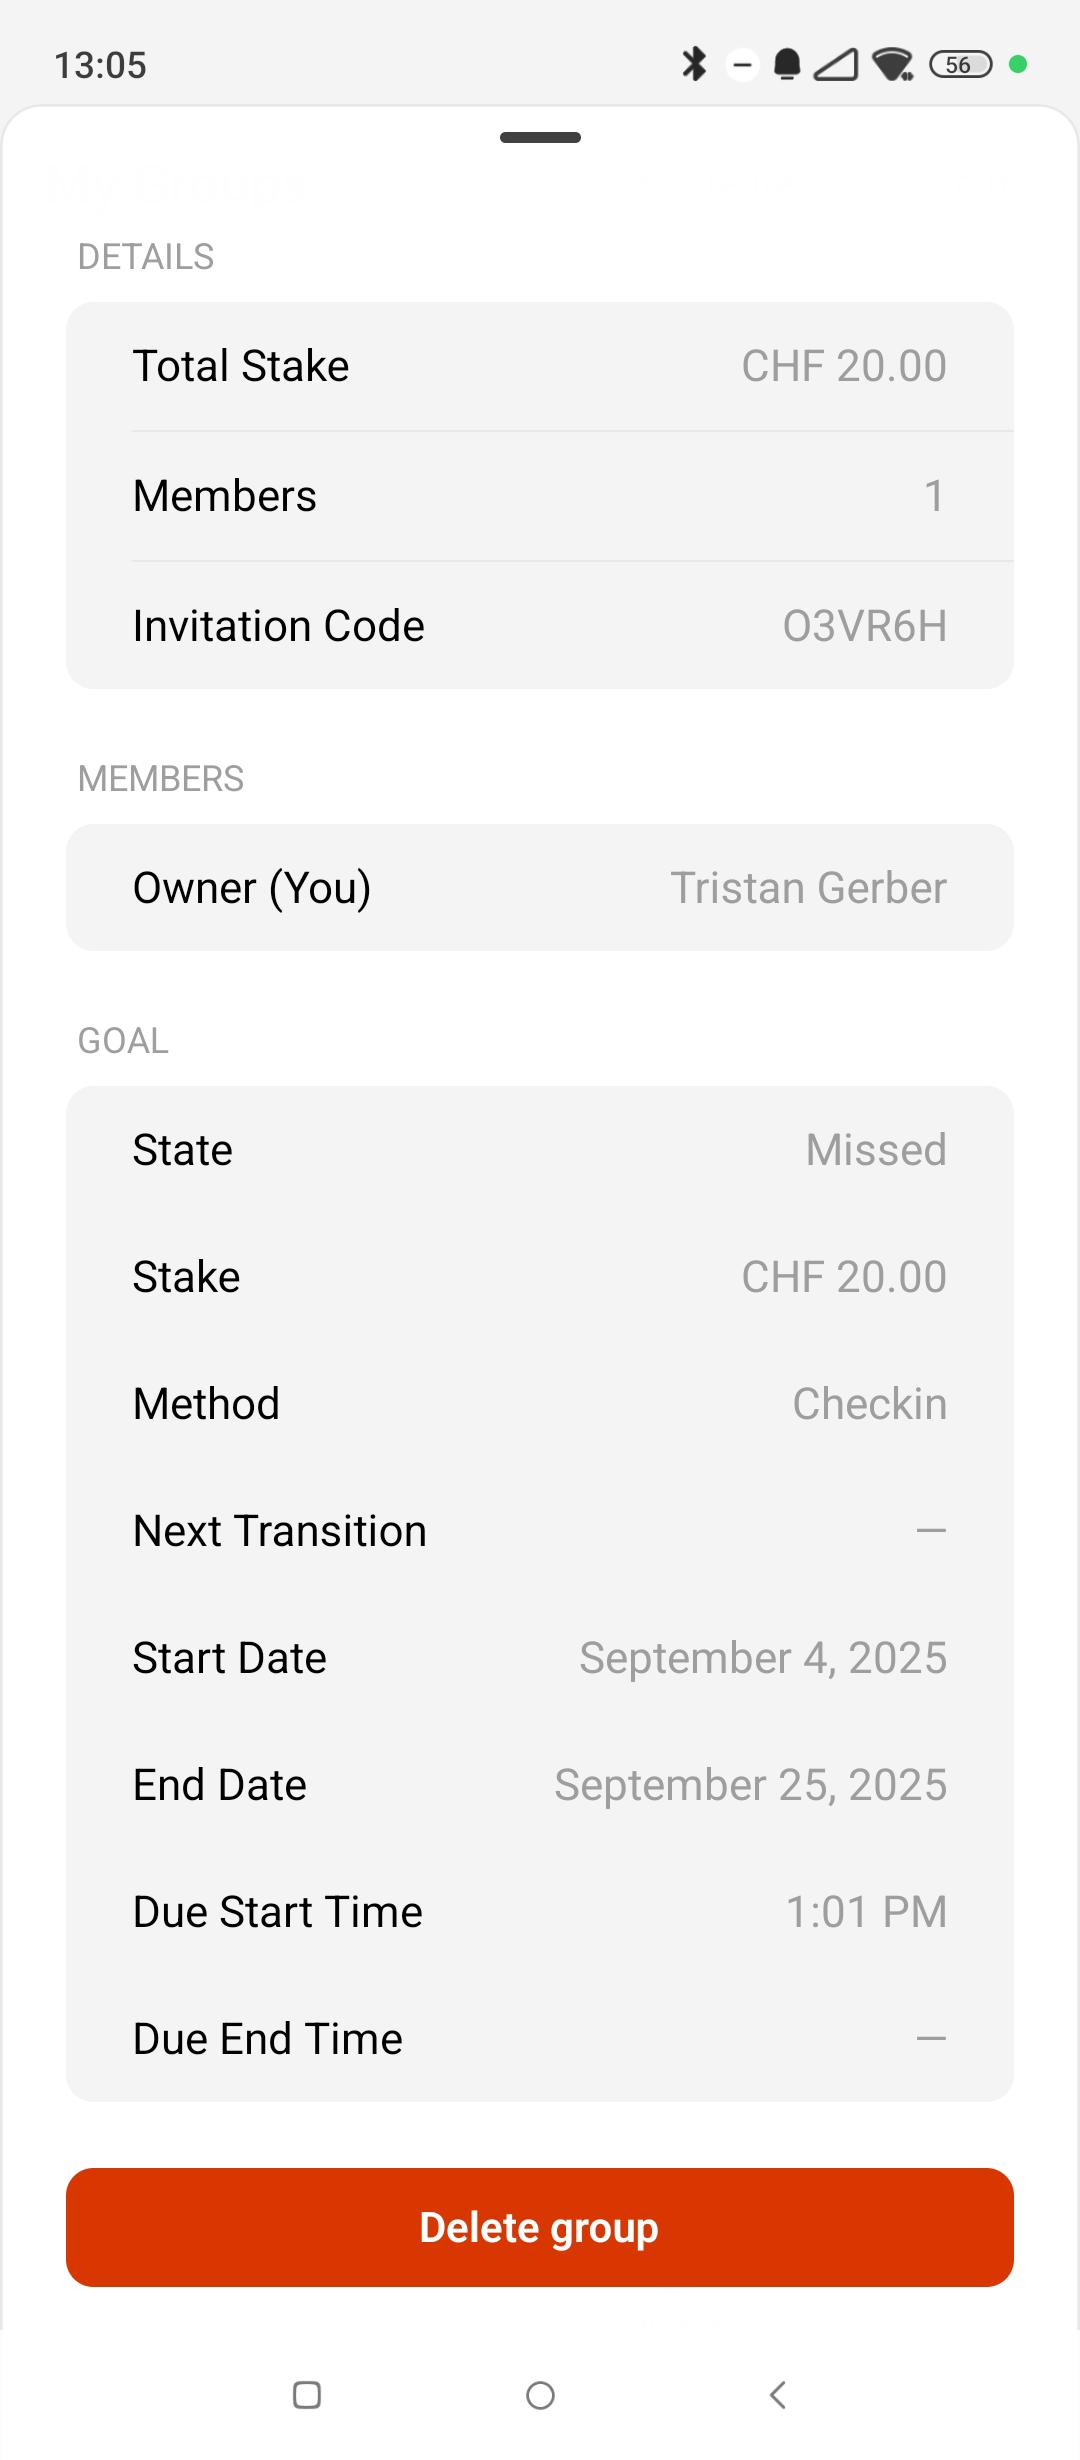 13:05
56
My Groups
DETAILS
Total Stake CHF 20.00
Members 1
Invitation Code O3VR6H
MEMBERS
Owner (You) Tristan Gerber
GOAL
State Missed
Stake CHF 20.00
Method Checkin
Next Transition —
Start Date September 4, 2025
End Date September 25, 2025
Due Start Time 1:01 PM
Due End Time —
Delete group